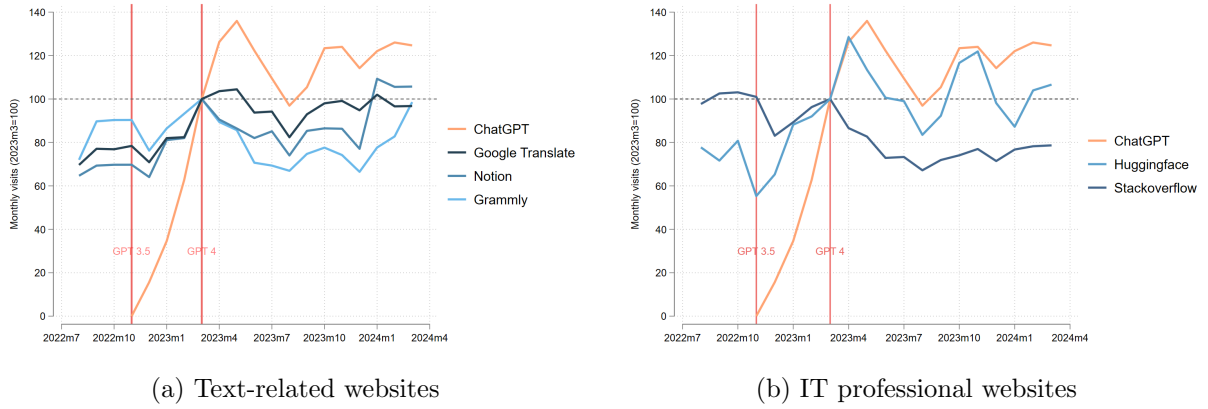 Monthly visits (2023m3=100)
140
120
100
80
60
40
20
0
GPT 3.5
GPT 4
2022m7
2022m10
2023m1
2023m4
2023m7
2023m10
2024m1
2024m4
ChatGPT
Google Translate
Notion
Grammly
(a) Text-related websites
Monthly visits (2023m3=100)
140
120
100
80
60
40
20
0
GPT 3.5
GPT 4
2022m7
2022m10
2023m1
2023m4
2023m7
2023m10
2024m1
2024m4
ChatGPT
Huggingface
Stackoverflow
(b) IT professional websites